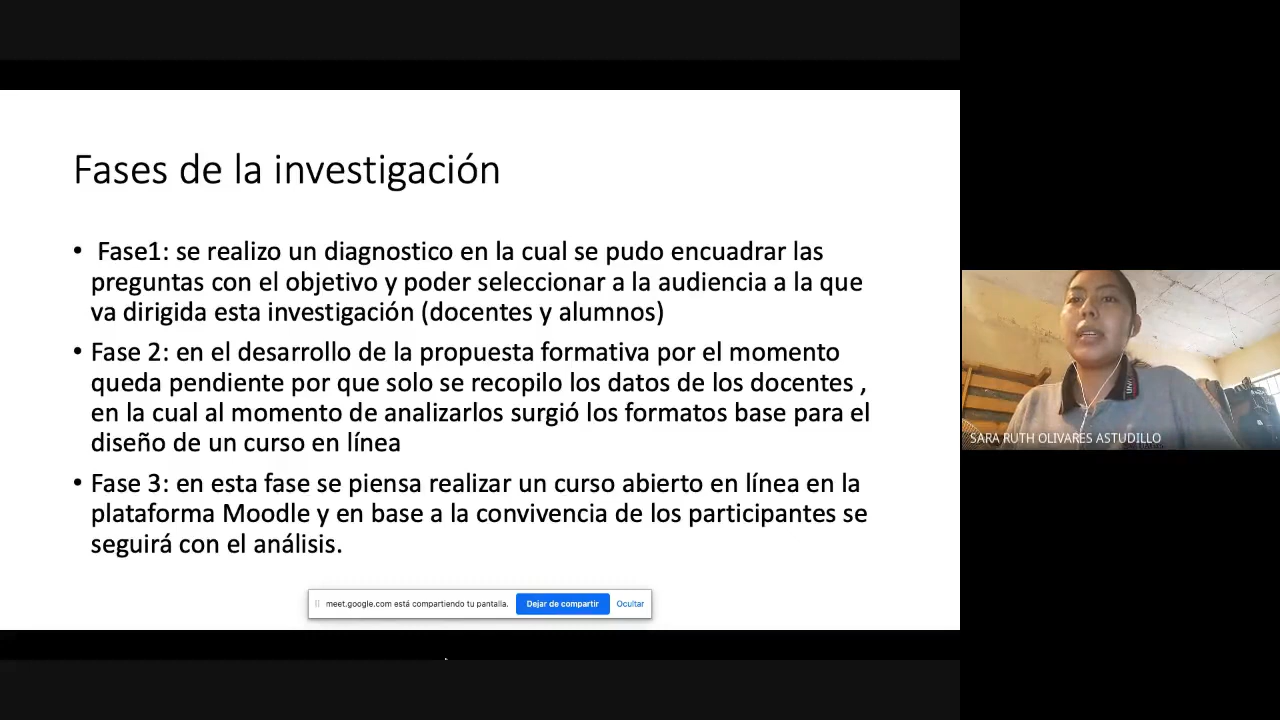 Fases de la investigación
• Fase1: se realizo un diagnostico en la cual se pudo encuadrar las
preguntas con el objetivo y poder seleccionar a la audiencia a la que
va dirigida esta investigación (docentes y alumnos)
• Fase 2: en el desarrollo de la propuesta formativa por el momento
queda pendiente por que solo se recopilo los datos de los docentes ,
en la cual al momento de analizarlos surgió los formatos base para el
diseño de un curso en línea
• Fase 3: en esta fase se piensa realizar un curso abierto en línea en la
plataforma Moodle y en base a la convivencia de los participantes se
seguirá con el análisis.
meet.google.com está compartiendo tu pantalla. Dejar de compartir Ocultar
SARA RUTH OLIVARES ASTUDILLO